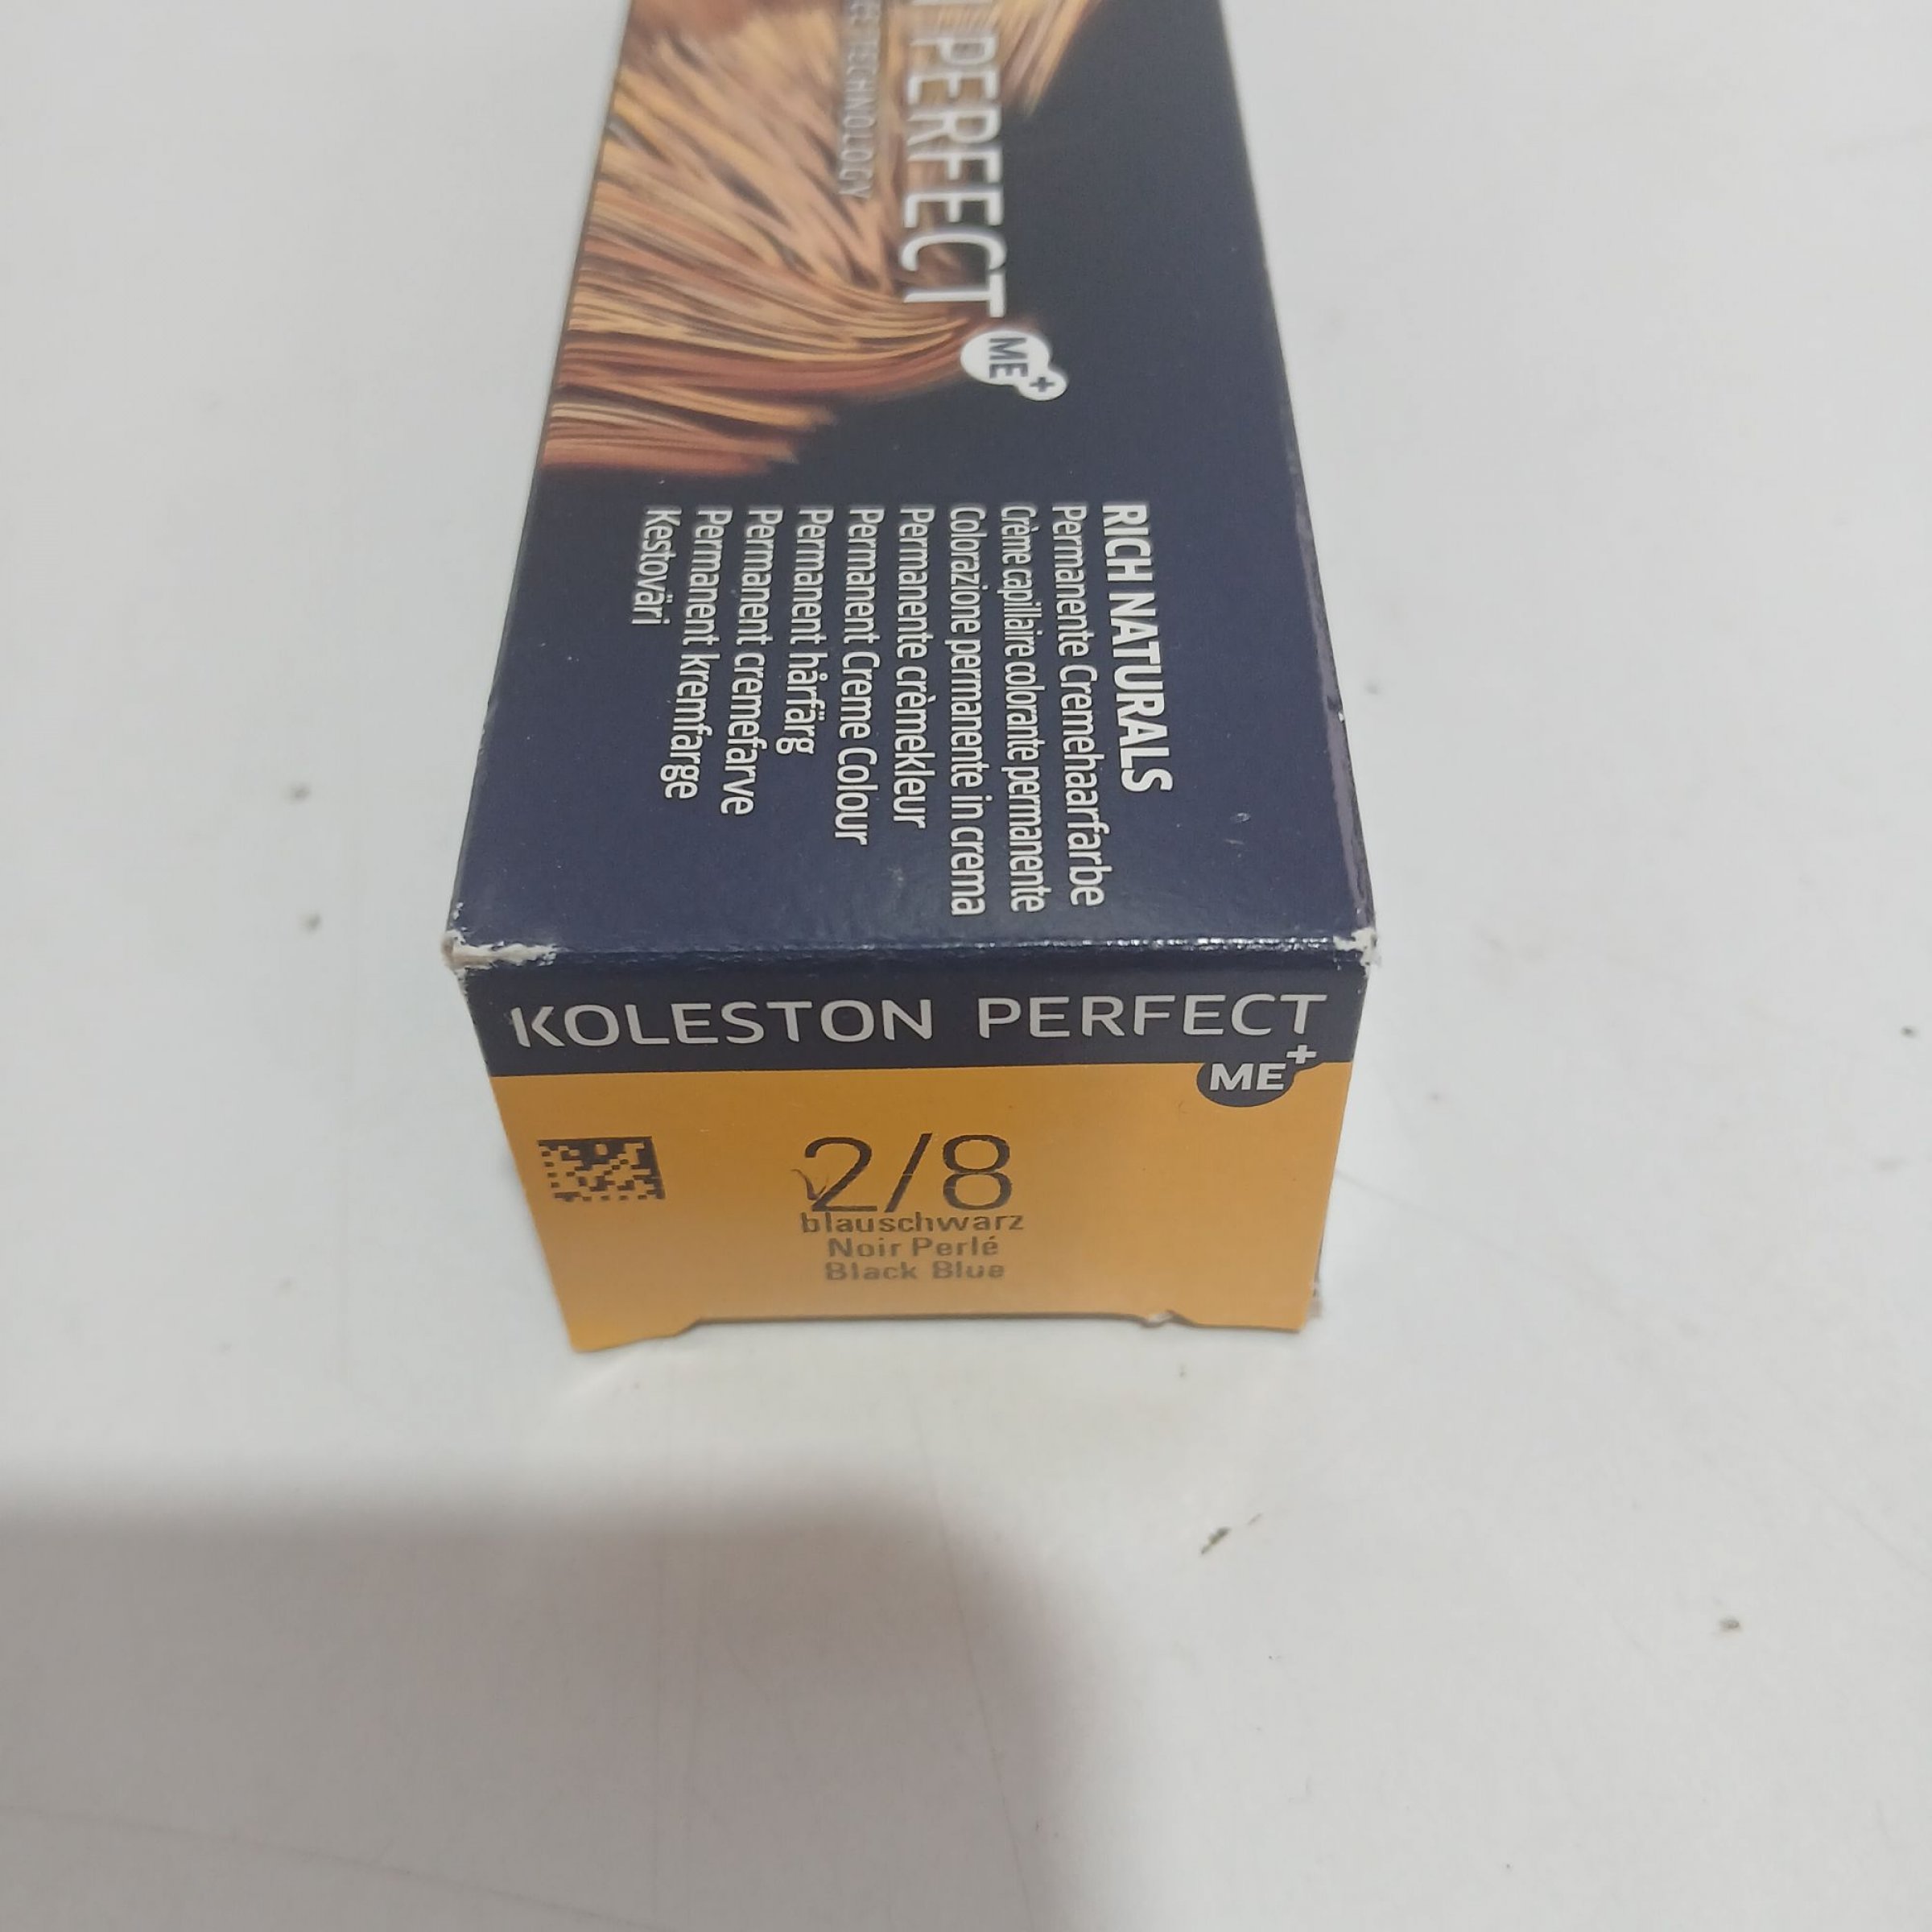 PERFECT
TECHNOLOGY
ME+
RICH NATURALS
Permanente Cremehaarfarbe
Crème capillaire colorante permanente
Colorazione permanente in crema
Permanente crèmekleur
Permanent Creme Colour
Permanent hårfärg
Permanent cremefarve
Permanent kremfarge
Kestoväri
KOLESTON PERFECT
ME+
2/8
blauschwarz
Noir Perlé
Black Blue